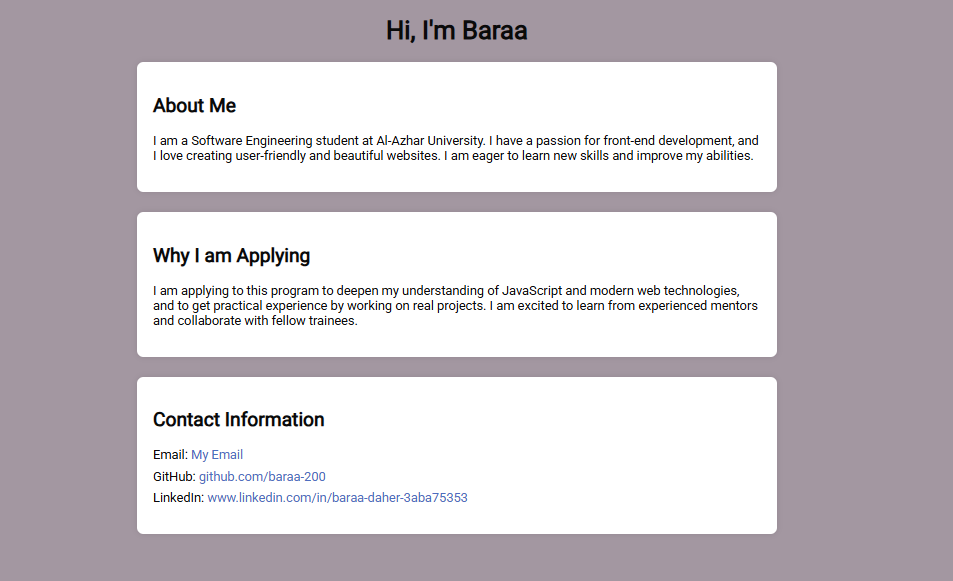 Hi, I'm Baraa
About Me
I am a Software Engineering student at Al-Azhar University. I have a passion for front-end development, and
I love creating user-friendly and beautiful websites. I am eager to learn new skills and improve my abilities.
Why I am Applying
I am applying to this program to deepen my understanding of JavaScript and modern web technologies,
and to get practical experience by working on real projects. I am excited to learn from experienced mentors
and collaborate with fellow trainees.
Contact Information
Email: My Email
GitHub: github.com/baraa-200
LinkedIn: www.linkedin.com/in/baraa-daher-3aba75353